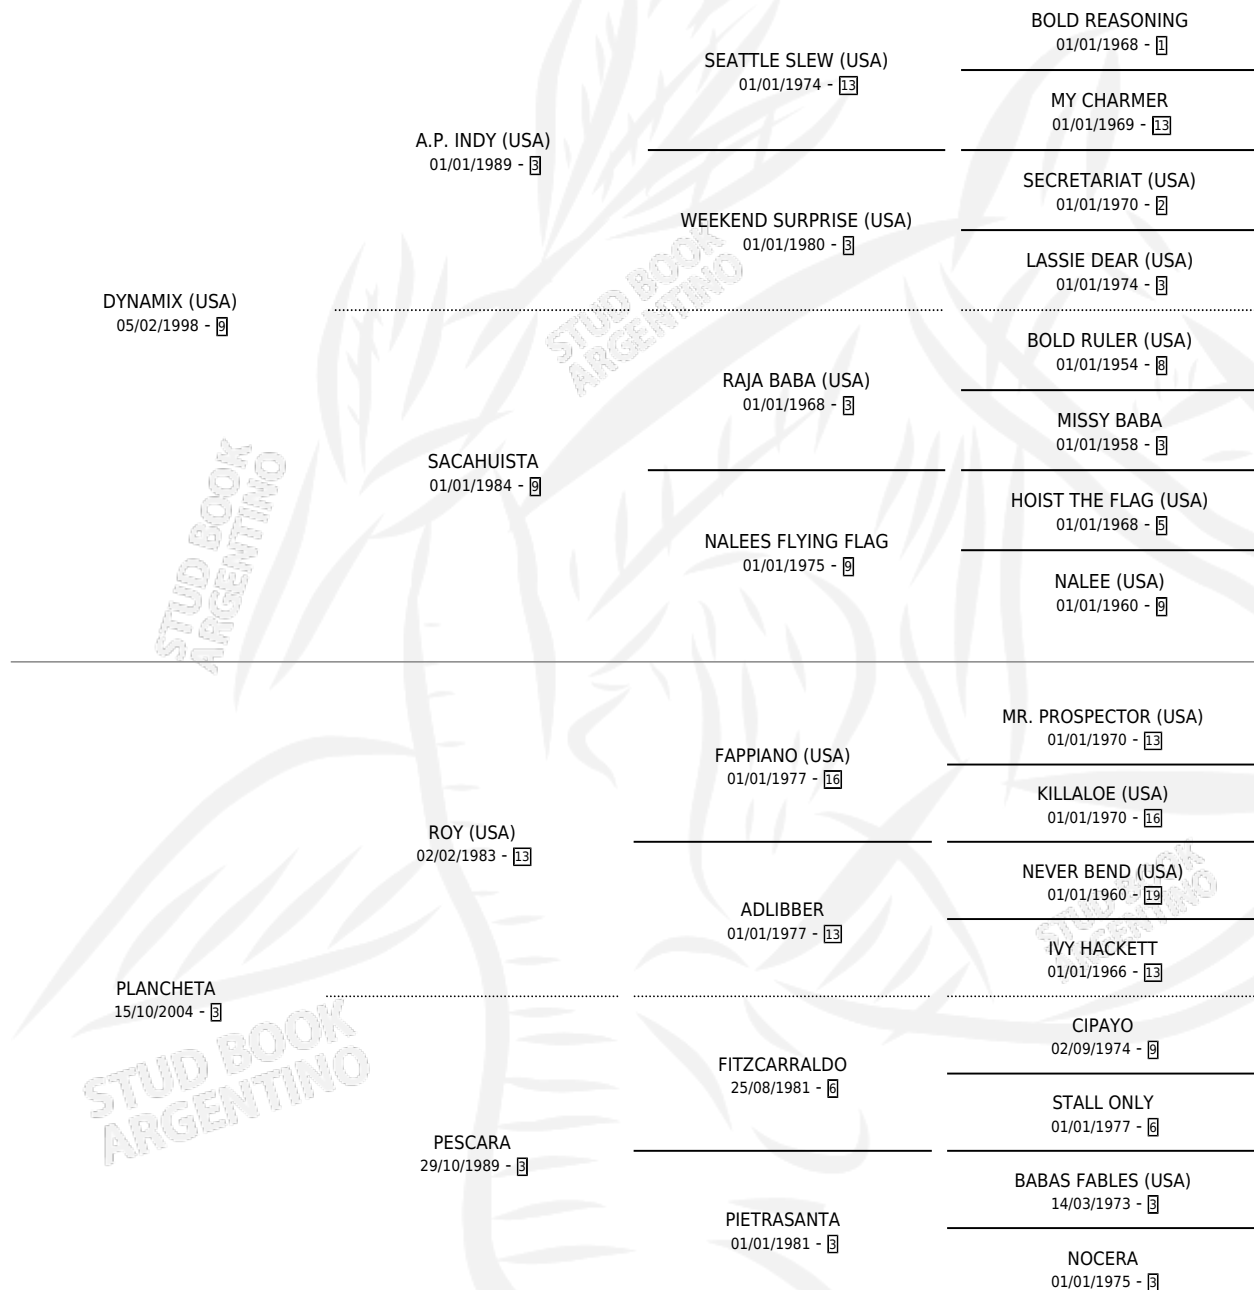 BOLD REASONING
01/01/1968 - 1
SEATTLE SLEW (USA)
01/01/1974 - 13
MY CHARMER
01/01/1969 - 13
A.P. INDY (USA)
01/01/1989 - 3
SECRETARIAT (USA)
01/01/1970 - 2
WEEKEND SURPRISE (USA)
01/01/1980 - 3
LASSIE DEAR (USA)
01/01/1974 - 3
DYNAMIX (USA)
05/02/1998 - 9
BOLD RULER (USA)
01/01/1954 - 8
RAJA BABA (USA)
01/01/1968 - 3
MISSY BABA
01/01/1958 - 3
SACAHUISTA
01/01/1984 - 9
HOIST THE FLAG (USA)
01/01/1968 - 5
NALEES FLYING FLAG
01/01/1975 - 9
NALEE (USA)
01/01/1960 - 9
MR. PROSPECTOR (USA)
01/01/1970 - 13
FAPPIANO (USA)
01/01/1977 - 16
KILLALOE (USA)
01/01/1970 - 16
ROY (USA)
02/02/1983 - 13
NEVER BEND (USA)
01/01/1960 - 19
ADLIBBER
01/01/1977 - 13
IVY HACKETT
01/01/1966 - 13
PLANCHETA
15/10/2004 - 3
CIPAYO
02/09/1974 - 9
FITZCARRALDO
25/08/1981 - 6
STALL ONLY
01/01/1977 - 6
PESCARA
29/10/1989 - 3
BABAS FABLES (USA)
14/03/1973 - 3
PIETRASANTA
01/01/1981 - 3
NOCERA
01/01/1975 - 3
STUD BOOK
ARGENTINO
STUD BOOK
ARGENTINO
STUD BOOK
ARGENTINO
STUD BOOK
ARGENTINO